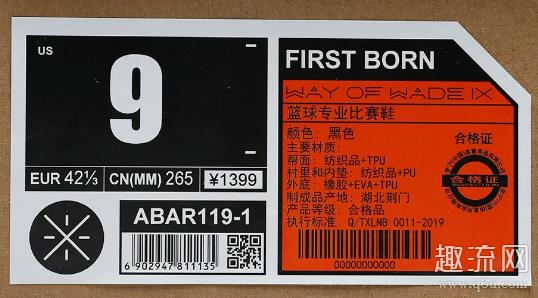 US
9
EUR 42⅓
CN(MM) 265
¥1399
ABAR119-1
6902947811135
FIRST BORN
WAY OF WADE IX
篮球专业比赛鞋
颜色: 黑色
主要材质:
帮面: 纺织品+TPU
衬里和内垫: 纺织品+PU
外底: 橡胶+EVA+TPU
制成品产地: 湖北荆门
产品等级: 合格品
执行标准: Q/TXLNB 0011-2019
00000000000
合格证
合格证
趣流网
www.q6u.com